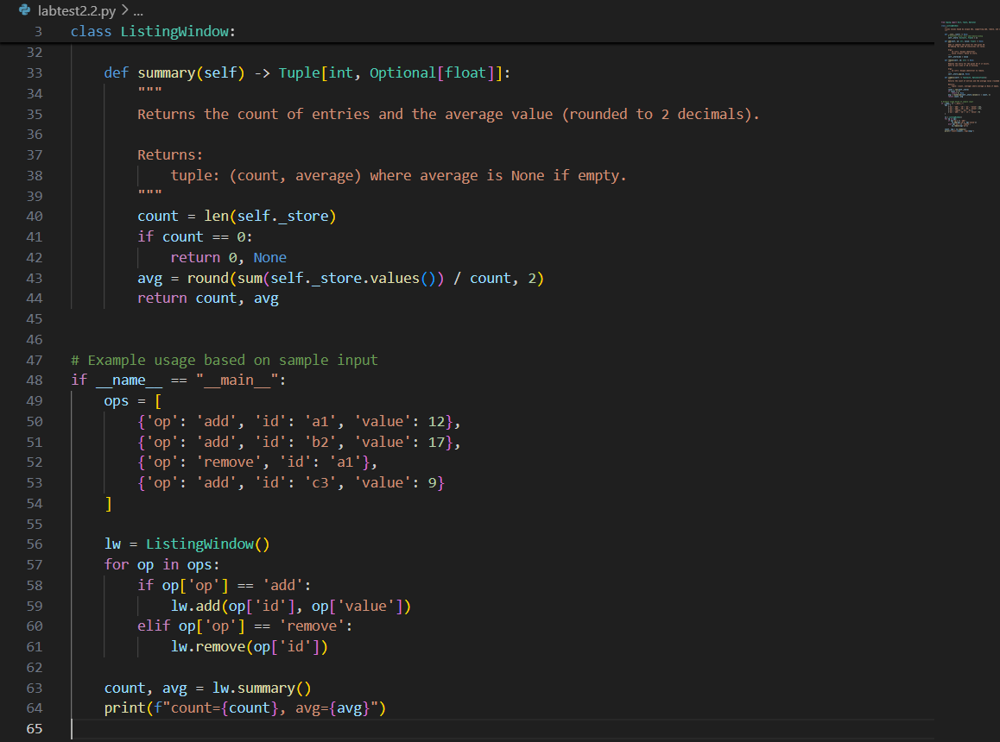 labtest2.2.py > ...
3 class ListingWindow:
32
33     def summary(self) -> Tuple[int, Optional[float]]:
34         """
35         Returns the count of entries and the average value (rounded to 2 decimals).
36
37         Returns:
38             tuple: (count, average) where average is None if empty.
39         """
40         count = len(self._store)
41         if count == 0:
42             return 0, None
43         avg = round(sum(self._store.values()) / count, 2)
44         return count, avg
45
46
47 # Example usage based on sample input
48 if __name__ == "__main__":
49     ops = [
50         {'op': 'add', 'id': 'a1', 'value': 12},
51         {'op': 'add', 'id': 'b2', 'value': 17},
52         {'op': 'remove', 'id': 'a1'},
53         {'op': 'add', 'id': 'c3', 'value': 9}
54     ]
55
56     lw = ListingWindow()
57     for op in ops:
58         if op['op'] == 'add':
59             lw.add(op['id'], op['value'])
60         elif op['op'] == 'remove':
61             lw.remove(op['id'])
62
63     count, avg = lw.summary()
64     print(f"count={count}, avg={avg}")
65